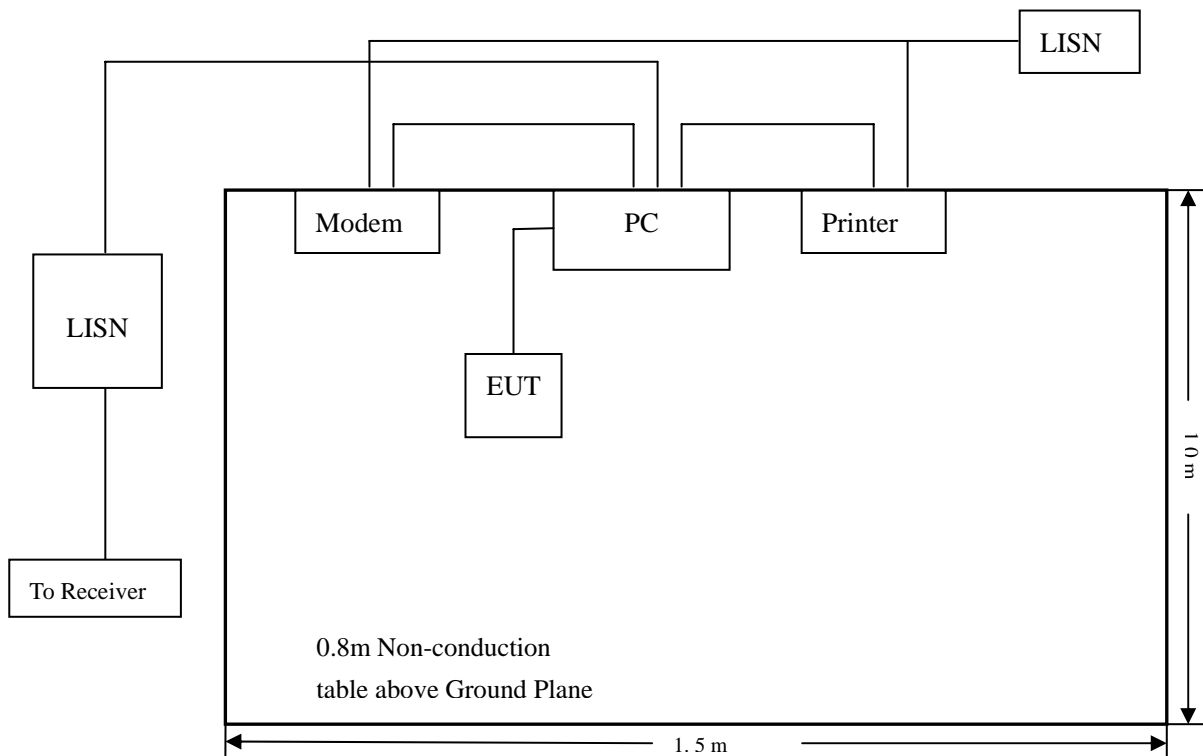 LISN
Modem
PC
Printer
LISN
EUT
1.0 m
To Receiver
0.8m Non-conduction
table above Ground Plane
1. 5 m